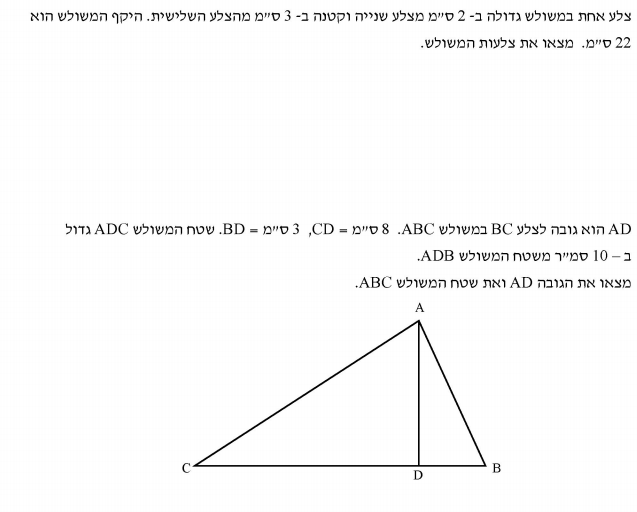 צלע אחת במשולש גדולה ב- 2 ס"מ מצלע שנייה וקטנה ב- 3 ס"מ מהצלע השלישית. היקף המשולש הוא
22 ס"מ. מצאו את צלעות המשולש.
AD הוא גובה לצלע BC במשולש ABC. 8 ס"מ = CD, 3 ס"מ = BD. שטח המשולש ADC גדול
ב – 10 סמ"ר משטח המשולש ADB.
מצאו את הגובה AD ואת שטח המשולש ABC.
A
C
D
B